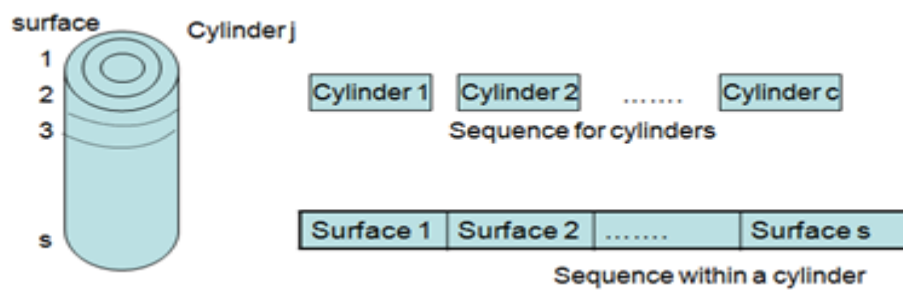 surface
Cylinder j
1
2
3
s
Cylinder 1 Cylinder 2 ....... Cylinder c
Sequence for cylinders
Surface 1 Surface 2 ....... Surface s
Sequence within a cylinder